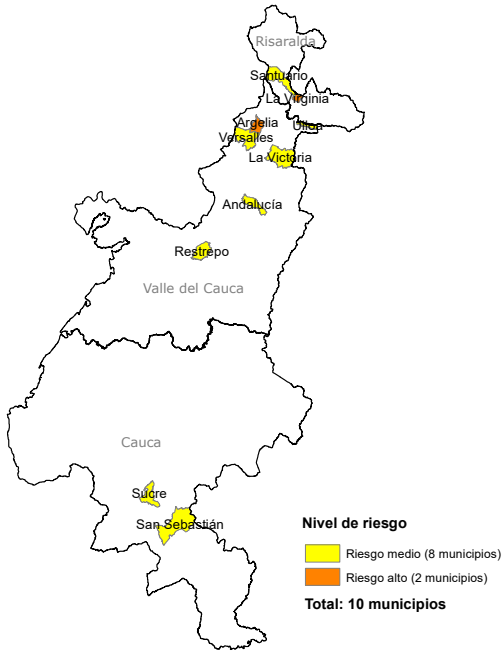 Risaralda
Santuario
La Virginia
Argelia
Ulloa
Versalles
La Victoria
Andalucía
Restrepo
Valle del Cauca
Cauca
Sucre
San Sebastián
Nivel de riesgo
Riesgo medio (8 municipios)
Riesgo alto (2 municipios)
Total: 10 municipios